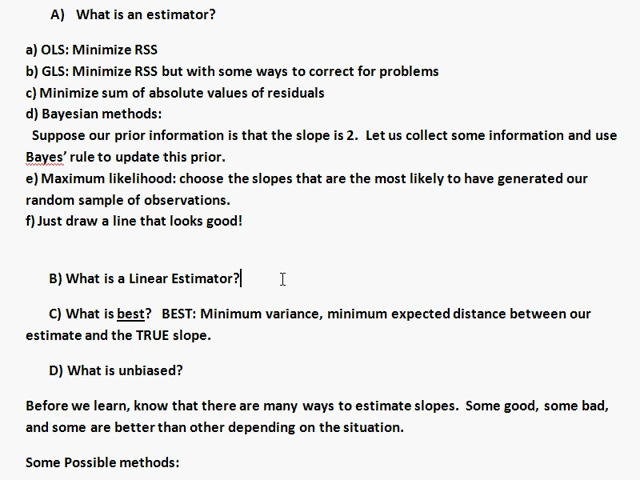 A) What is an estimator?
a) OLS: Minimize RSS
b) GLS: Minimize RSS but with some ways to correct for problems
c) Minimize sum of absolute values of residuals
d) Bayesian methods:
Suppose our prior information is that the slope is 2. Let us collect some information and use
Bayes' rule to update this prior.
e) Maximum likelihood: choose the slopes that are the most likely to have generated our
random sample of observations.
f) Just draw a line that looks good!
B) What is a Linear Estimator?
C) What is best? BEST: Minimum variance, minimum expected distance between our
estimate and the TRUE slope.
D) What is unbiased?
Before we learn, know that there are many ways to estimate slopes. Some good, some bad,
and some are better than other depending on the situation.
Some Possible methods: